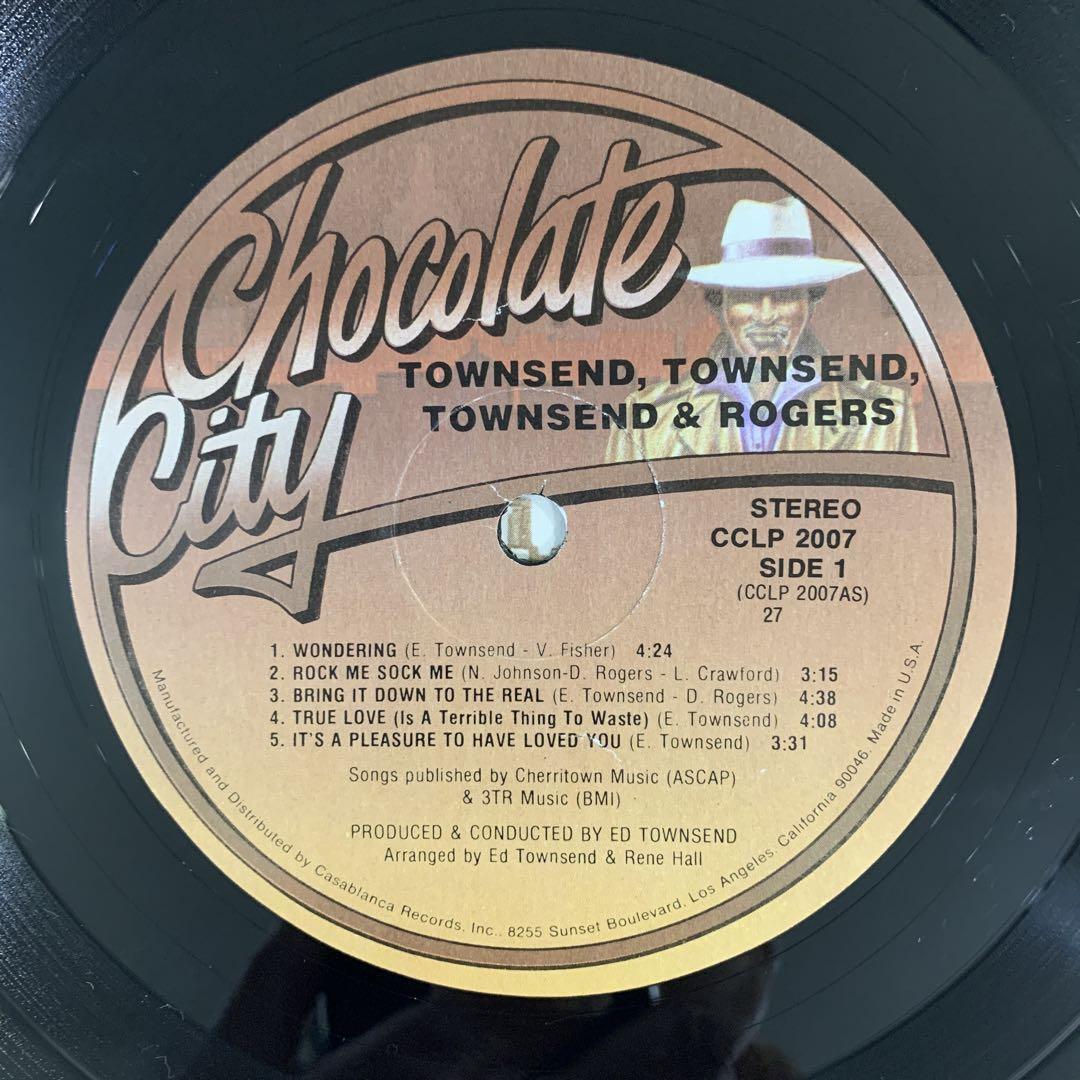 Chocolate
City
TOWNSEND, TOWNSEND,
TOWNSEND & ROGERS
STEREO
CCLP 2007
SIDE 1
(CCLP 2007AS)
27
1. WONDERING (E. Townsend - V. Fisher) 4:24
2. ROCK ME SOCK ME (N. Johnson-D. Rogers - L. Crawford) 3:15
3. BRING IT DOWN TO THE REAL (E. Townsend - D. Rogers) 4:38
4. TRUE LOVE (Is A Terrible Thing To Waste) (E. Townsend) 4:08
5. IT'S A PLEASURE TO HAVE LOVED YOU (E. Townsend) 3:31
Songs published by Cherritown Music (ASCAP)
& 3TR Music (BMI)
PRODUCED & CONDUCTED BY ED TOWNSEND
Arranged by Ed Townsend & Rene Hall
Manufactured and Distributed by Casablanca Records, Inc., 8255 Sunset Boulevard, Los Angeles, California 90046. Made in U.S.A.